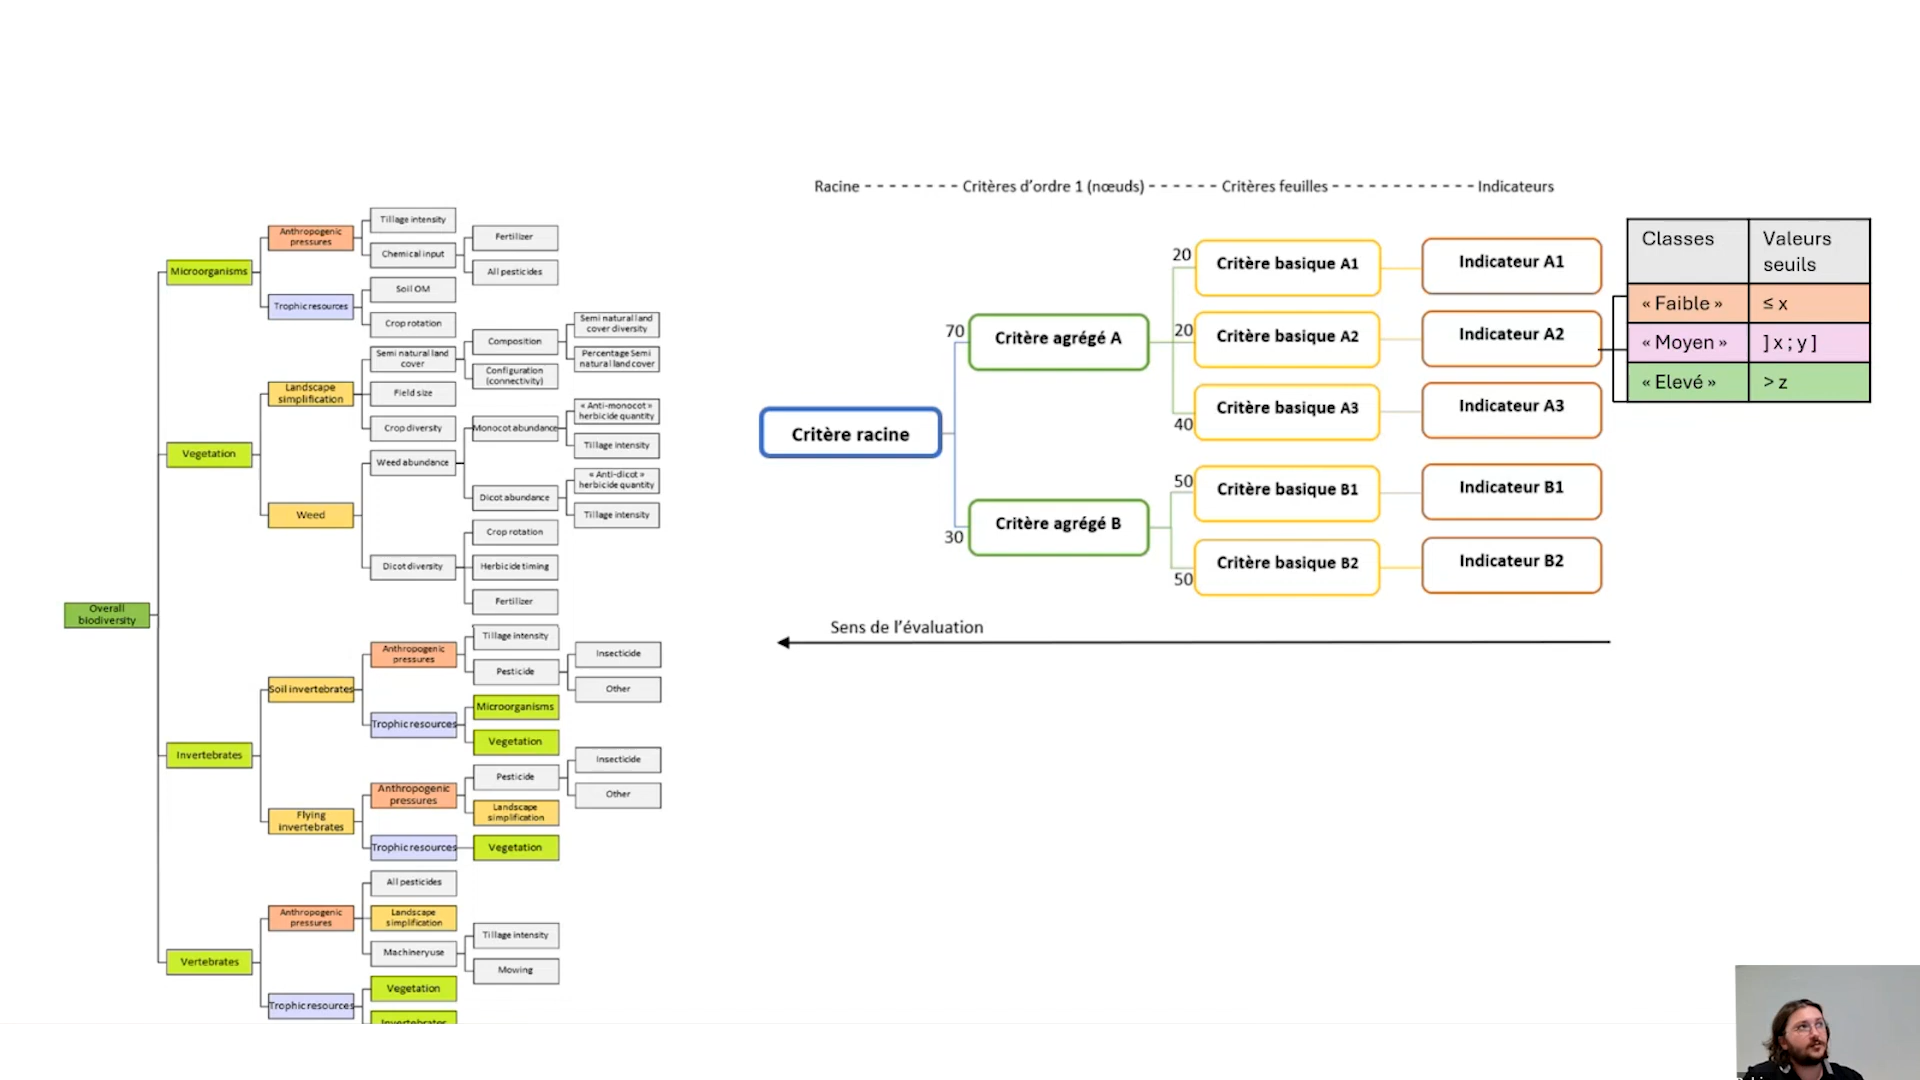 Racine - - - - - - - - Critères d'ordre 1 (nœuds) - - - - - - Critères feuilles - - - - - - - - - - - - Indicateurs
Overall
biodiversity
Microorganisms
Anthropogenic
pressures
Tillage intensity
Chemical input
Fertilizer
All pesticides
Trophic resources
Soil OM
Crop rotation
Vegetation
Landscape
simplification
Semi natural land
cover
Composition
Semi natural land
cover diversity
Percentage Semi
natural land cover
Configuration
(connectivity)
Field size
Crop diversity
Weed
Weed abundance
Monocot abundance
« Anti-monocot »
herbicide quantity
Tillage Intensity
Dicot abundance
« Anti-dicot »
herbicide quantity
Tillage intensity
Dicot diversity
Crop rotation
Herbicide timing
Fertilizer
Invertebrates
Soil invertebrates
Anthropogenic
pressures
Tillage intensity
Pesticide
Insecticide
Other
Trophic resources
Microorganisms
Vegetation
Flying
invertebrates
Anthropogenic
pressures
Pesticide
Insecticide
Other
Landscape
simplification
Trophic resources
Vegetation
Vertebrates
Anthropogenic
pressures
All pesticides
Landscape
simplification
Machinery use
Tillage intensity
Mowing
Trophic resources
Vegetation
Invertebrates
Critère racine
70
Critère agrégé A
20
Critère basique A1
Indicateur A1
20
Critère basique A2
Indicateur A2
40
Critère basique A3
Indicateur A3
30
Critère agrégé B
50
Critère basique B1
Indicateur B1
50
Critère basique B2
Indicateur B2
Classes
Valeurs
seuils
« Faible » ≤ x
« Moyen » ] x ; y ]
« Elevé » > z
Sens de l'évaluation